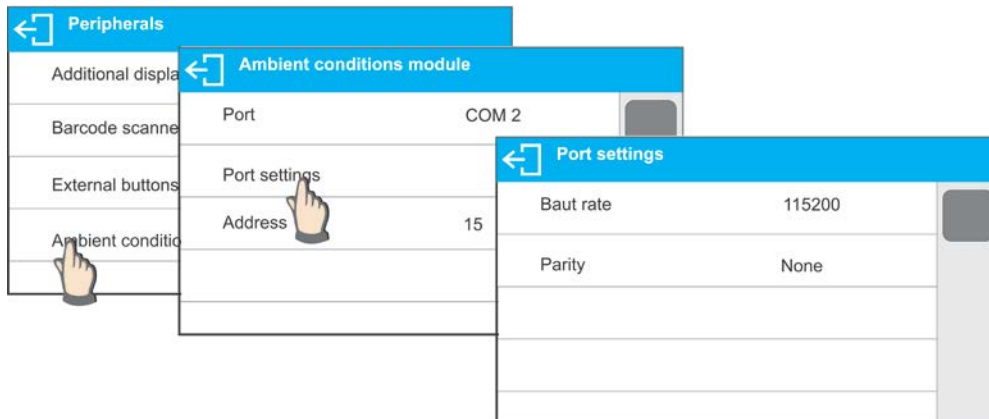 Peripherals
Additional displa
Barcode scanne
External buttons
Ambient conditio
Ambient conditions module
Port COM 2
Port settings
Address 15
Port settings
Baut rate 115200
Parity None